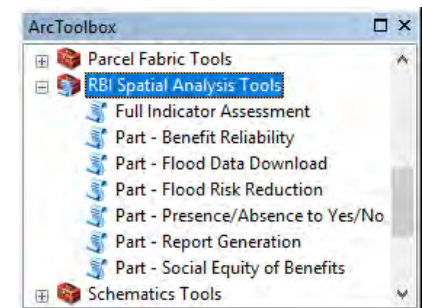 ArcToolbox
Parcel Fabric Tools
RBI Spatial Analysis Tools
Full Indicator Assessment
Part - Benefit Reliability
Part - Flood Data Download
Part - Flood Risk Reduction
Part - Presence/Absence to Yes/No
Part - Report Generation
Part - Social Equity of Benefits
Schematics Tools